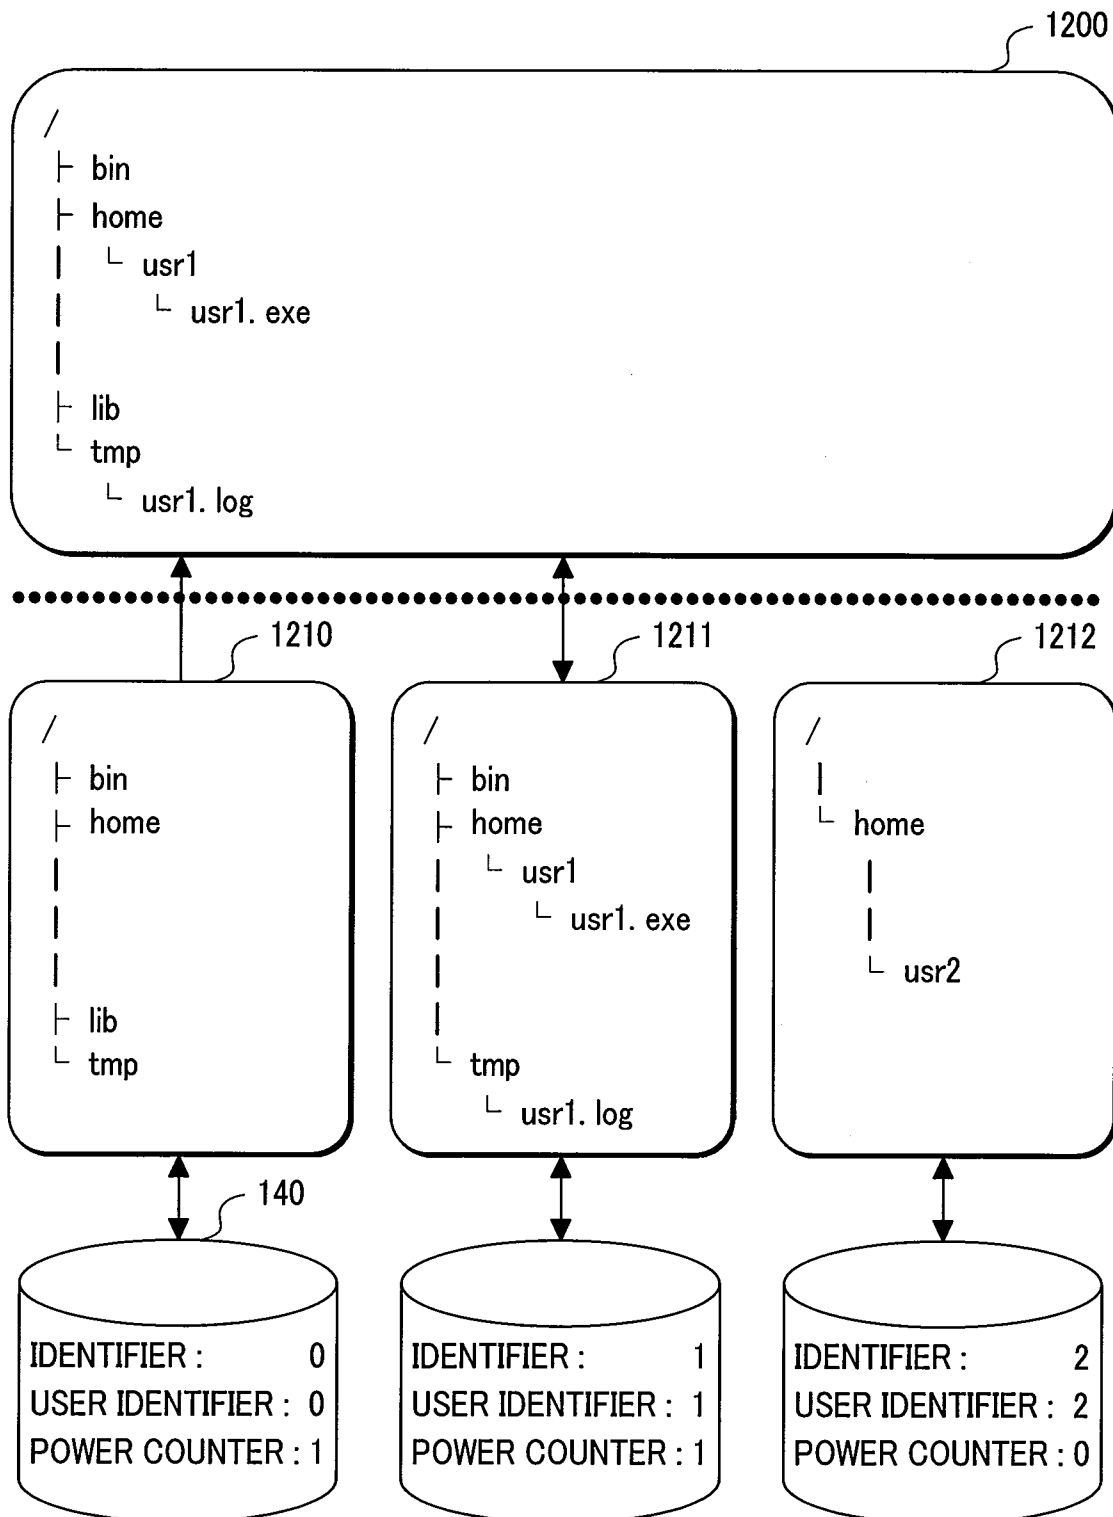 1200
/
├ bin
├ home
│ └ usr1
│ └ usr1.exe
│
├ lib
└ tmp
└ usr1.log
1210
1211
1212
/
├ bin
├ home
│
│
│
├ lib
└ tmp
/
├ bin
├ home
│ └ usr1
│ └ usr1.exe
│
│
└ tmp
└ usr1.log
/
│
└ home
│
│
└ usr2
140
IDENTIFIER : 0
USER IDENTIFIER : 0
POWER COUNTER : 1
IDENTIFIER : 1
USER IDENTIFIER : 1
POWER COUNTER : 1
IDENTIFIER : 2
USER IDENTIFIER : 2
POWER COUNTER : 0